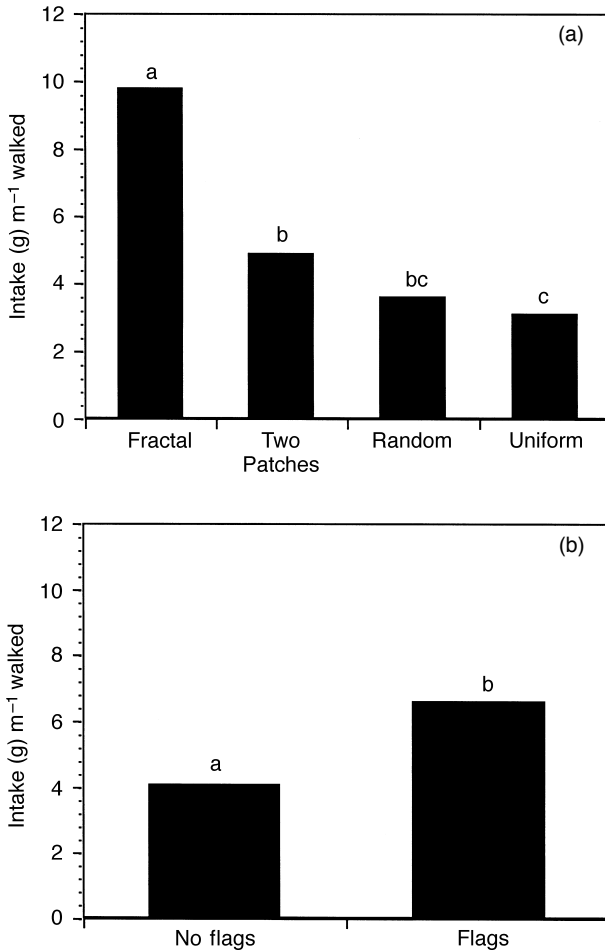 (a)
12
10
8
6
4
2
0
Intake (g) m⁻¹ walked
a
b
bc
c
Fractal
Two
Patches
Random
Uniform
(b)
12
10
8
6
4
2
0
Intake (g) m⁻¹ walked
a
b
No flags
Flags